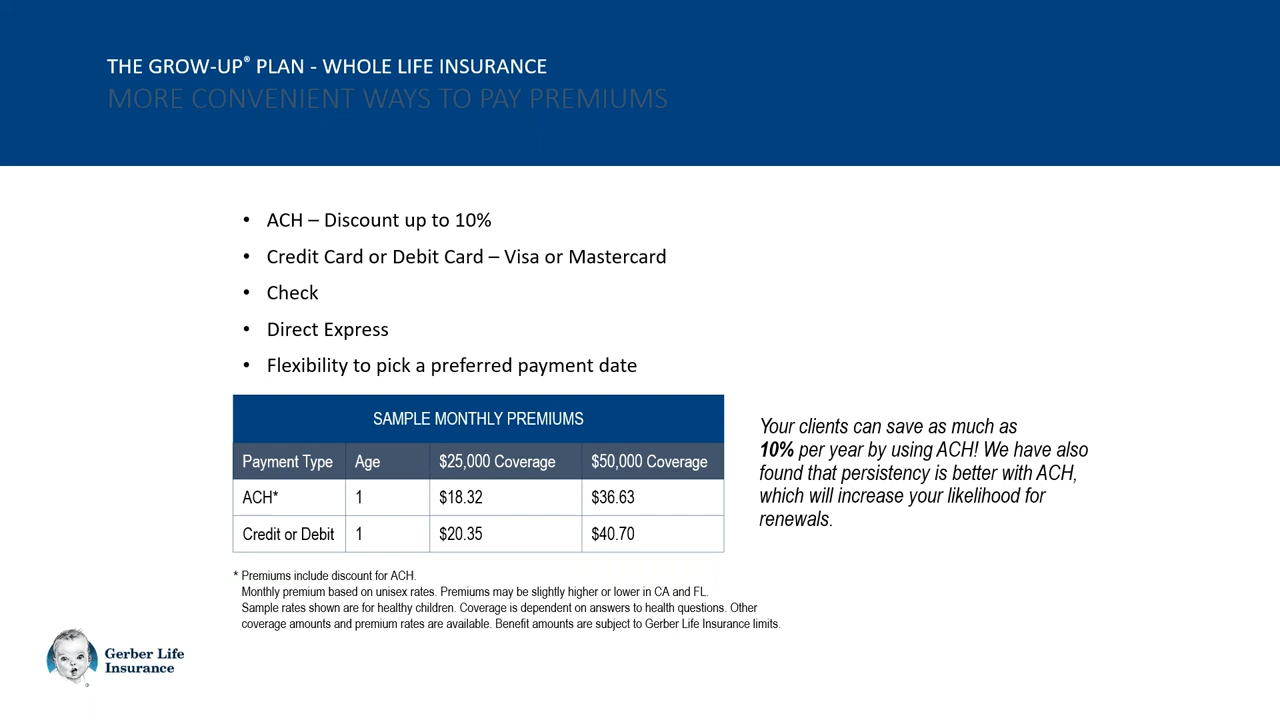 THE GROW-UP® PLAN - WHOLE LIFE INSURANCE
MORE CONVENIENT WAYS TO PAY PREMIUMS
• ACH – Discount up to 10%
• Credit Card or Debit Card – Visa or Mastercard
• Check
• Direct Express
• Flexibility to pick a preferred payment date
SAMPLE MONTHLY PREMIUMS
Payment Type Age $25,000 Coverage $50,000 Coverage
ACH* 1 $18.32 $36.63
Credit or Debit 1 $20.35 $40.70
Your clients can save as much as
10% per year by using ACH! We have also
found that persistency is better with ACH,
which will increase your likelihood for
renewals.
* Premiums include discount for ACH.
Monthly premium based on unisex rates. Premiums may be slightly higher or lower in CA and FL.
Sample rates shown are for healthy children. Coverage is dependent on answers to health questions. Other
coverage amounts and premium rates are available. Benefit amounts are subject to Gerber Life Insurance limits.
Gerber Life
Insurance
®